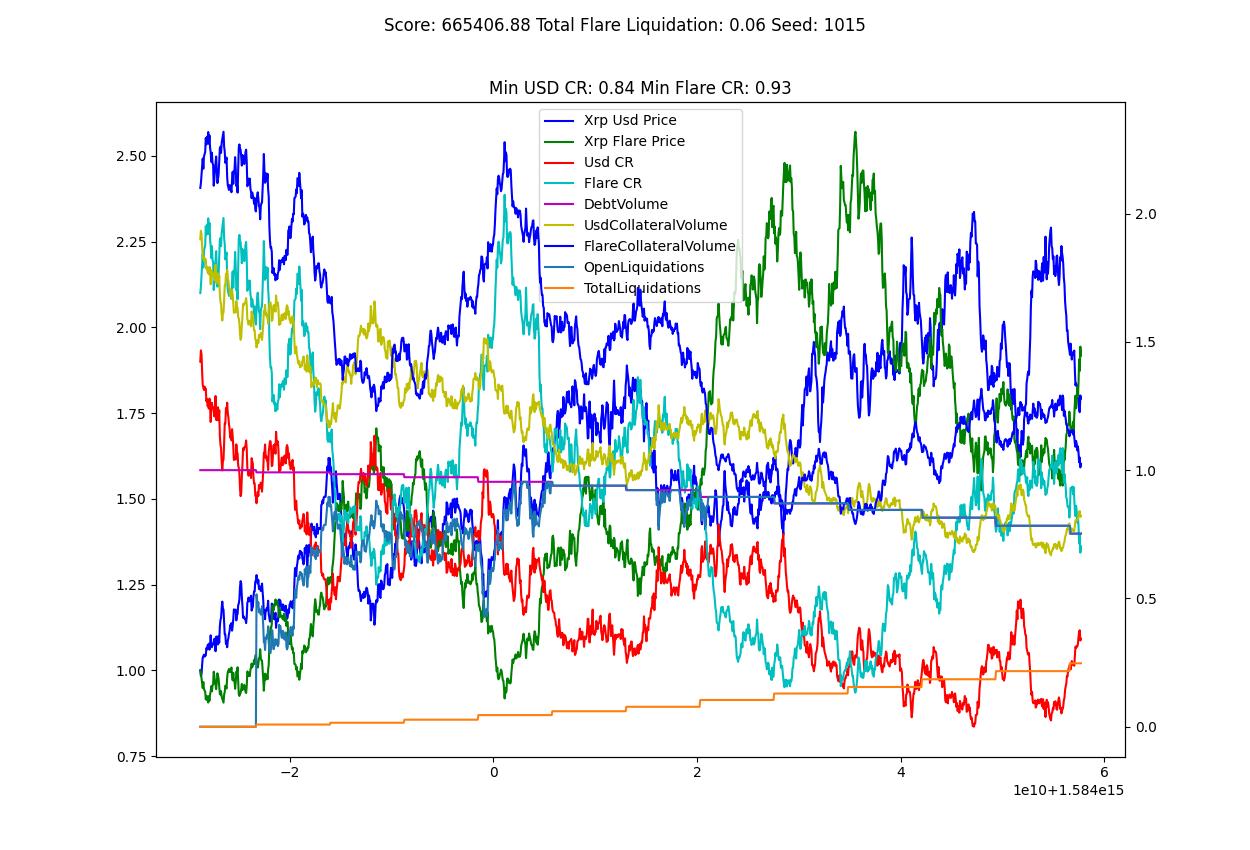 Score: 665406.88 Total Flare Liquidation: 0.06 Seed: 1015
Min USD CR: 0.84 Min Flare CR: 0.93
Xrp Usd Price
Xrp Flare Price
Usd CR
Flare CR
DebtVolume
UsdCollateralVolume
FlareCollateralVolume
OpenLiquidations
TotalLiquidations
2.50
2.25
2.00
1.75
1.50
1.25
1.00
0.75
2.0
1.5
1.0
0.5
0.0
−2 0 2 4 6
1e10+1.584e15